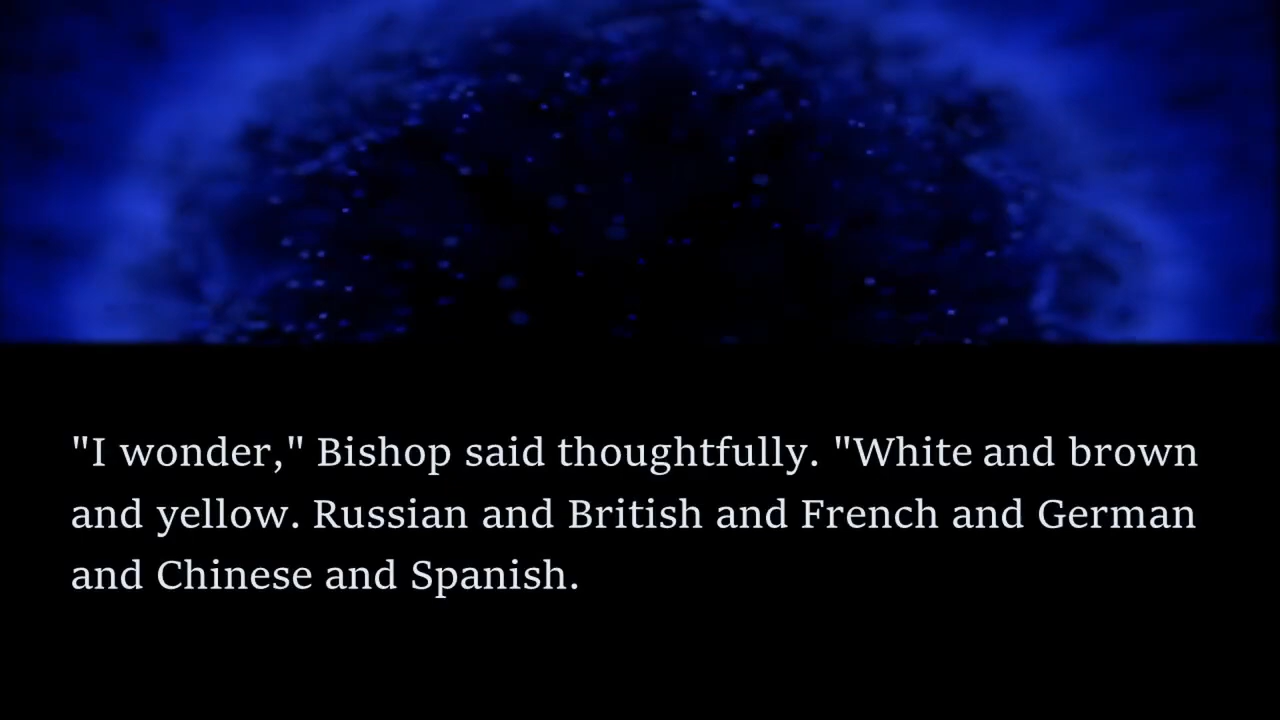 "I wonder," Bishop said thoughtfully. "White and brown
and yellow. Russian and British and French and German
and Chinese and Spanish.